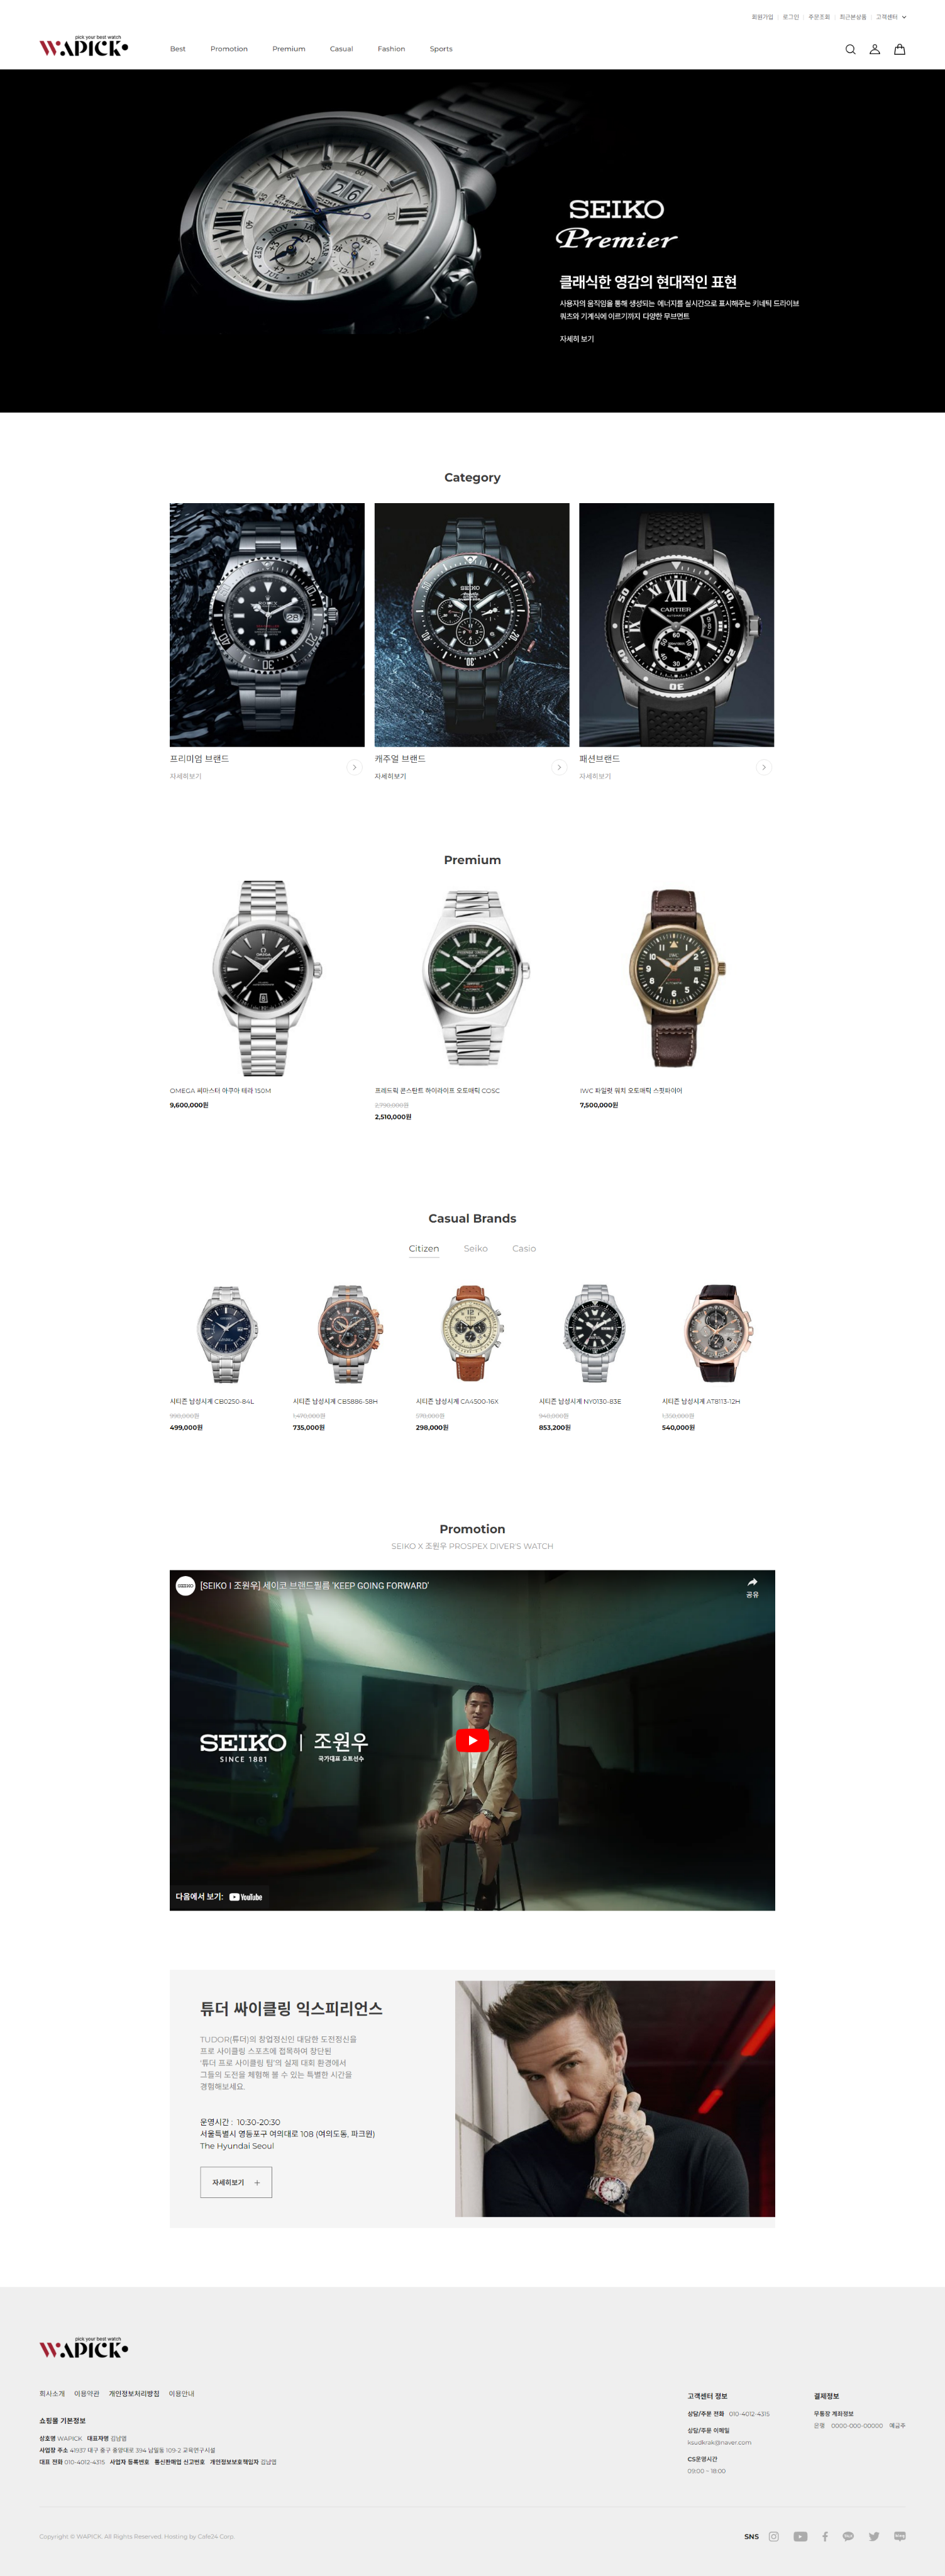 회원가입 로그인 주문조회 최근본상품 고객센터
pick your best watch
WAPICK
Best Promotion Premium Casual Fashion Sports
SEIKO
Premier
클래식한 영감의 현대적인 표현
사용자의 움직임을 통해 생성되는 에너지를 실시간으로 표시해주는 키네틱 드라이브
쿼츠와 기계식에 이르기까지 다양한 무브먼트
자세히 보기
Category
프리미엄 브랜드
자세히보기
캐주얼 브랜드
자세히보기
패션브랜드
자세히보기
Premium
OMEGA 씨마스터 아쿠아 테라 150M
9,600,000원
프레드릭 콘스탄트 하이라이프 오토매틱 COSC
2,790,000원
2,510,000원
IWC 파일럿 워치 오토매틱 스핏파이어
7,500,000원
Casual Brands
Citizen Seiko Casio
시티즌 남성시계 CB0250-84L
990,000원
499,000원
시티즌 남성시계 CB5886-58H
1,470,000원
735,000원
시티즌 남성시계 CA4500-16X
578,000원
298,000원
시티즌 남성시계 NY0130-83E
948,000원
853,200원
시티즌 남성시계 AT8113-12H
1,350,000원
540,000원
Promotion
SEIKO X 조원우 PROSPEX DIVER'S WATCH
SEIKO [SEIKO I 조원우] 세이코 브랜드필름 'KEEP GOING FORWARD'
공유
SEIKO | 조원우
SINCE 1881 국가대표 요트선수
다음에서 보기: YouTube
튜더 싸이클링 익스피리언스
TUDOR(튜더)의 창업정신인 대담한 도전정신을
프로 사이클링 스포츠에 접목하여 창단된
'튜더 프로 사이클링 팀'의 실제 대회 환경에서
그들의 도전을 체험해 볼 수 있는 특별한 시간을
경험해보세요.
운영시간 : 10:30-20:30
서울특별시 영등포구 여의대로 108 (여의도동, 파크원)
The Hyundai Seoul
자세히보기 +
pick your best watch
WAPICK
회사소개 이용약관 개인정보처리방침 이용안내
쇼핑몰 기본정보
상호명 WAPICK 대표자명 김남엽
사업장 주소 41937 대구 중구 중앙대로 394 남일동 109-2 교육연구시설
대표 전화 010-4012-4315 사업자 등록번호 통신판매업 신고번호 개인정보보호책임자 김남엽
고객센터 정보
상담/주문 전화 010-4012-4315
상담/주문 이메일
ksudkrak@naver.com
CS운영시간
09:00 ~ 18:00
결제정보
무통장 계좌정보
은행 0000-000-00000 예금주
Copyright © WAPICK. All Rights Reserved. Hosting by Cafe24 Corp.
SNS